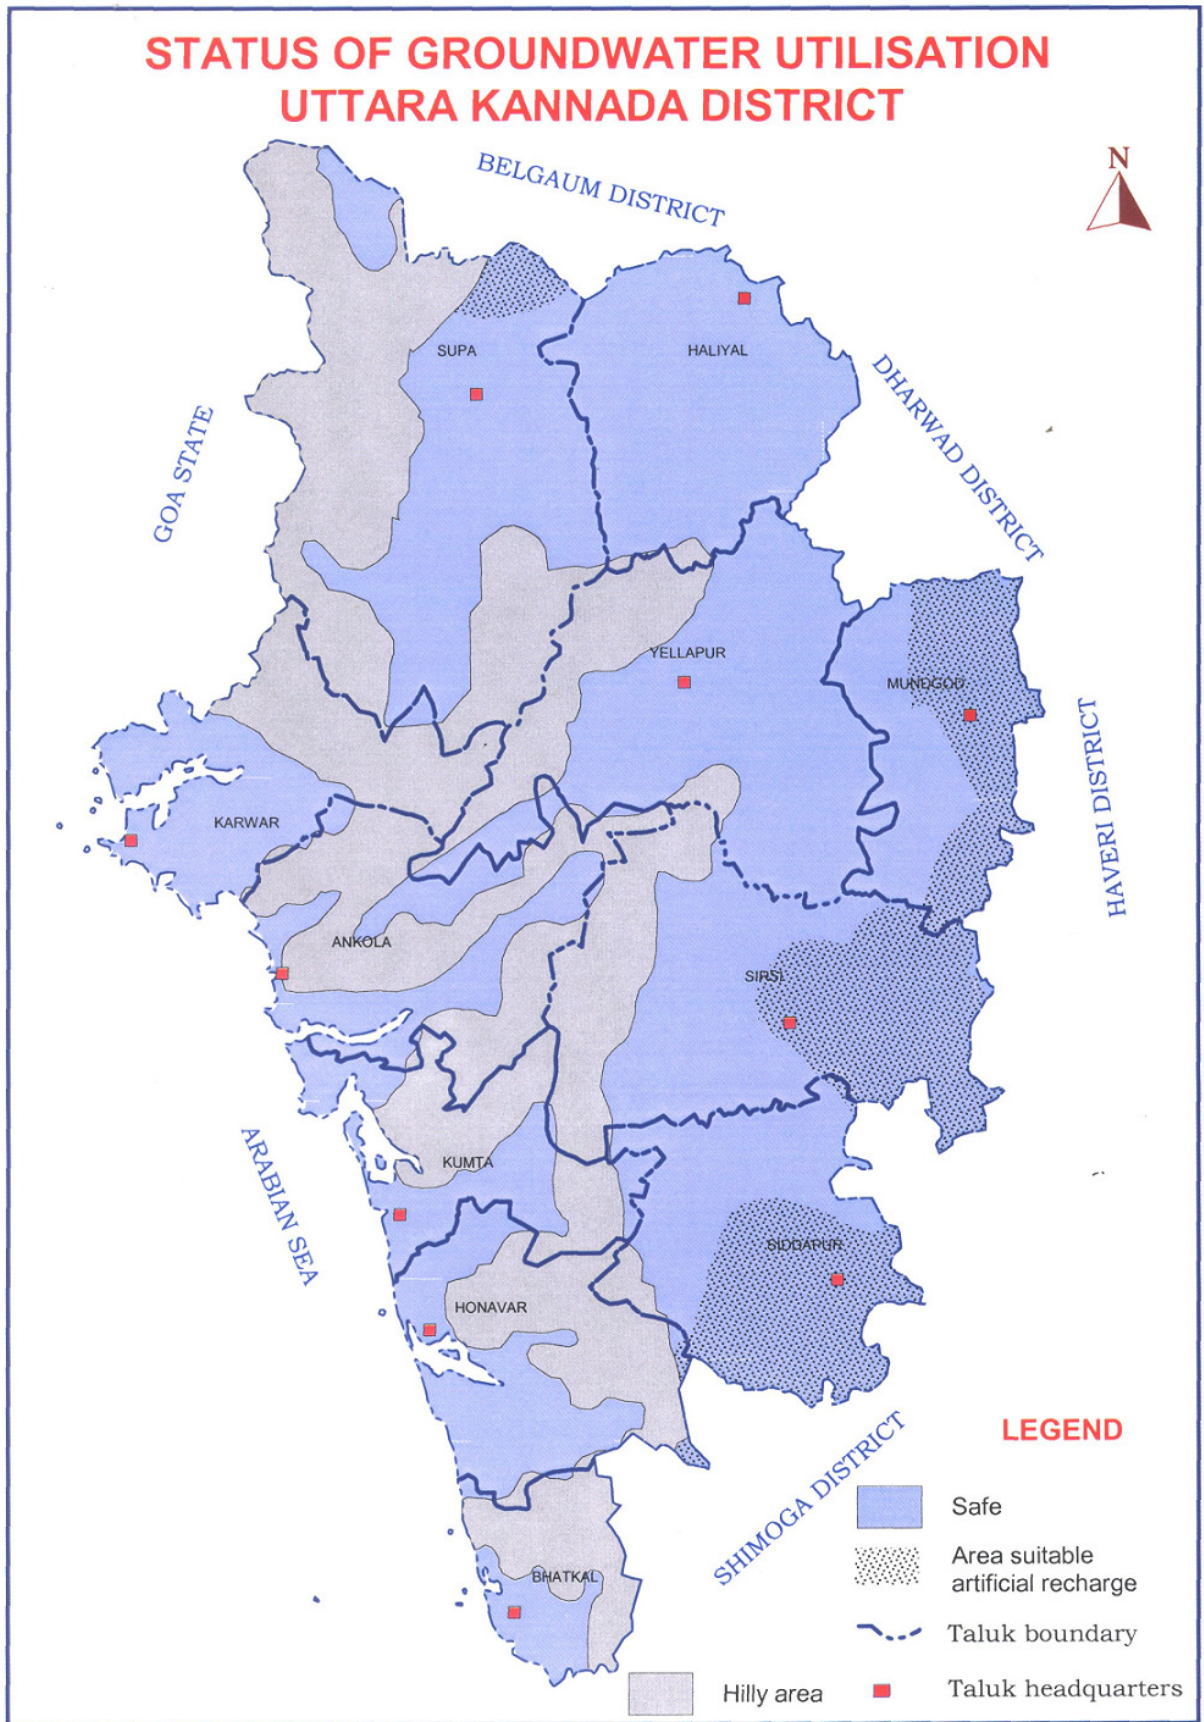 STATUS OF GROUNDWATER UTILISATION
UTTARA KANNADA DISTRICT
N
BELGAUM DISTRICT
SUPA
HALIYAL
DHARWAD DISTRICT
GOA STATE
YELLAPUR
MUNDGOD
HAVERI DISTRICT
KARWAR
ANKOLA
SIRSI
ARABIAN SEA
KUMTA
SIDDAPUR
HONAVAR
SHIMOGA DISTRICT
BHATKAL
LEGEND
Safe
Area suitable
artificial recharge
Taluk boundary
Hilly area
Taluk headquarters